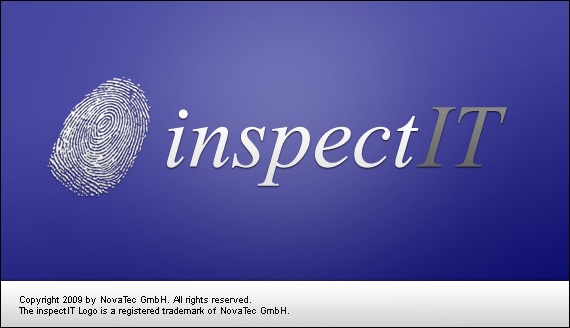 inspectIT
Copyright 2009 by NovaTec GmbH. All rights reserved.
The inspectIT Logo is a registered trademark of NovaTec GmbH.